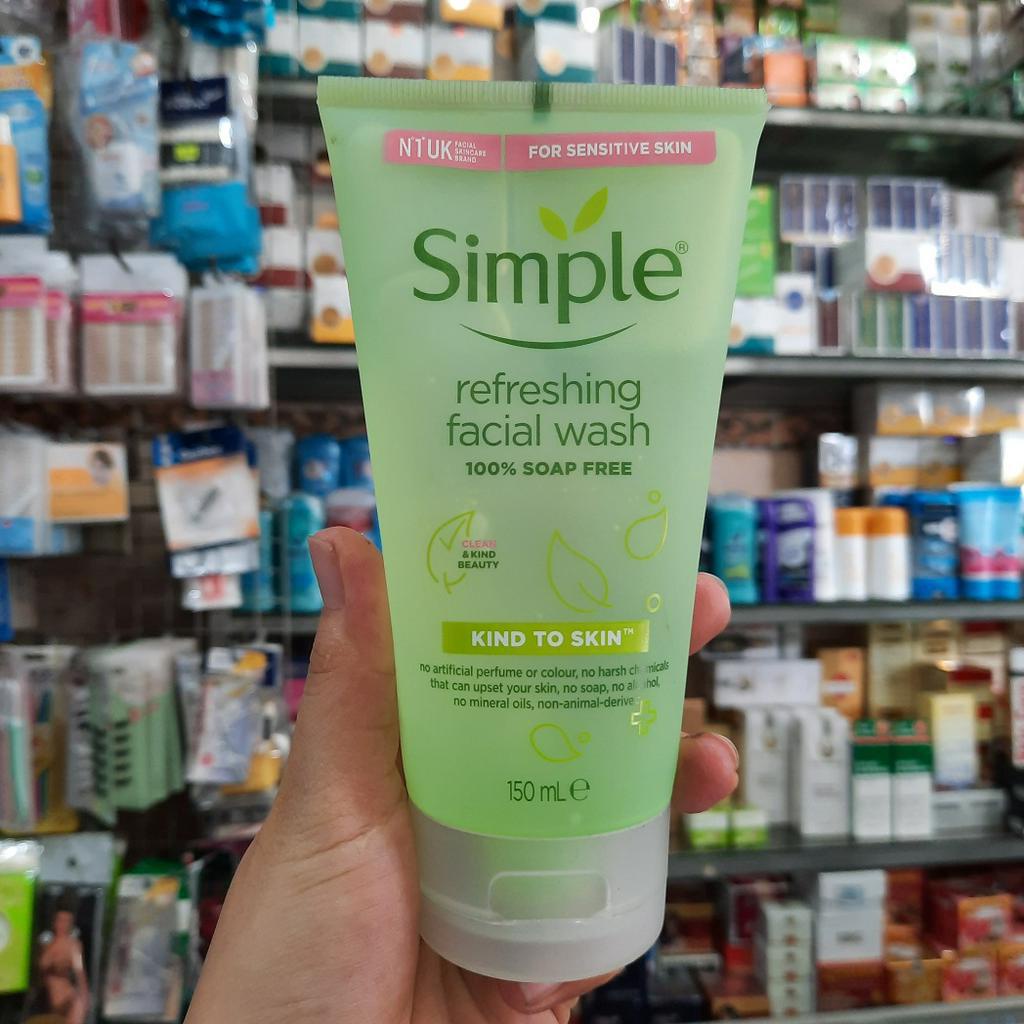 N°1 UK FACIAL
SKINCARE
BRAND
FOR SENSITIVE SKIN
Simple®
refreshing
facial wash
100% SOAP FREE
CLEAN
& KIND
BEAUTY
KIND TO SKIN™
no artificial perfume or colour, no harsh chemicals
that can upset your skin, no soap, no alcohol,
no mineral oils, non-animal-derived
150 mL ℮